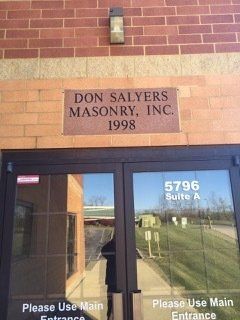 DON SALYERS
MASONRY, INC.
1998
5796
Suite A
Please Use Main
Entrance
Please Use Main
Entrance